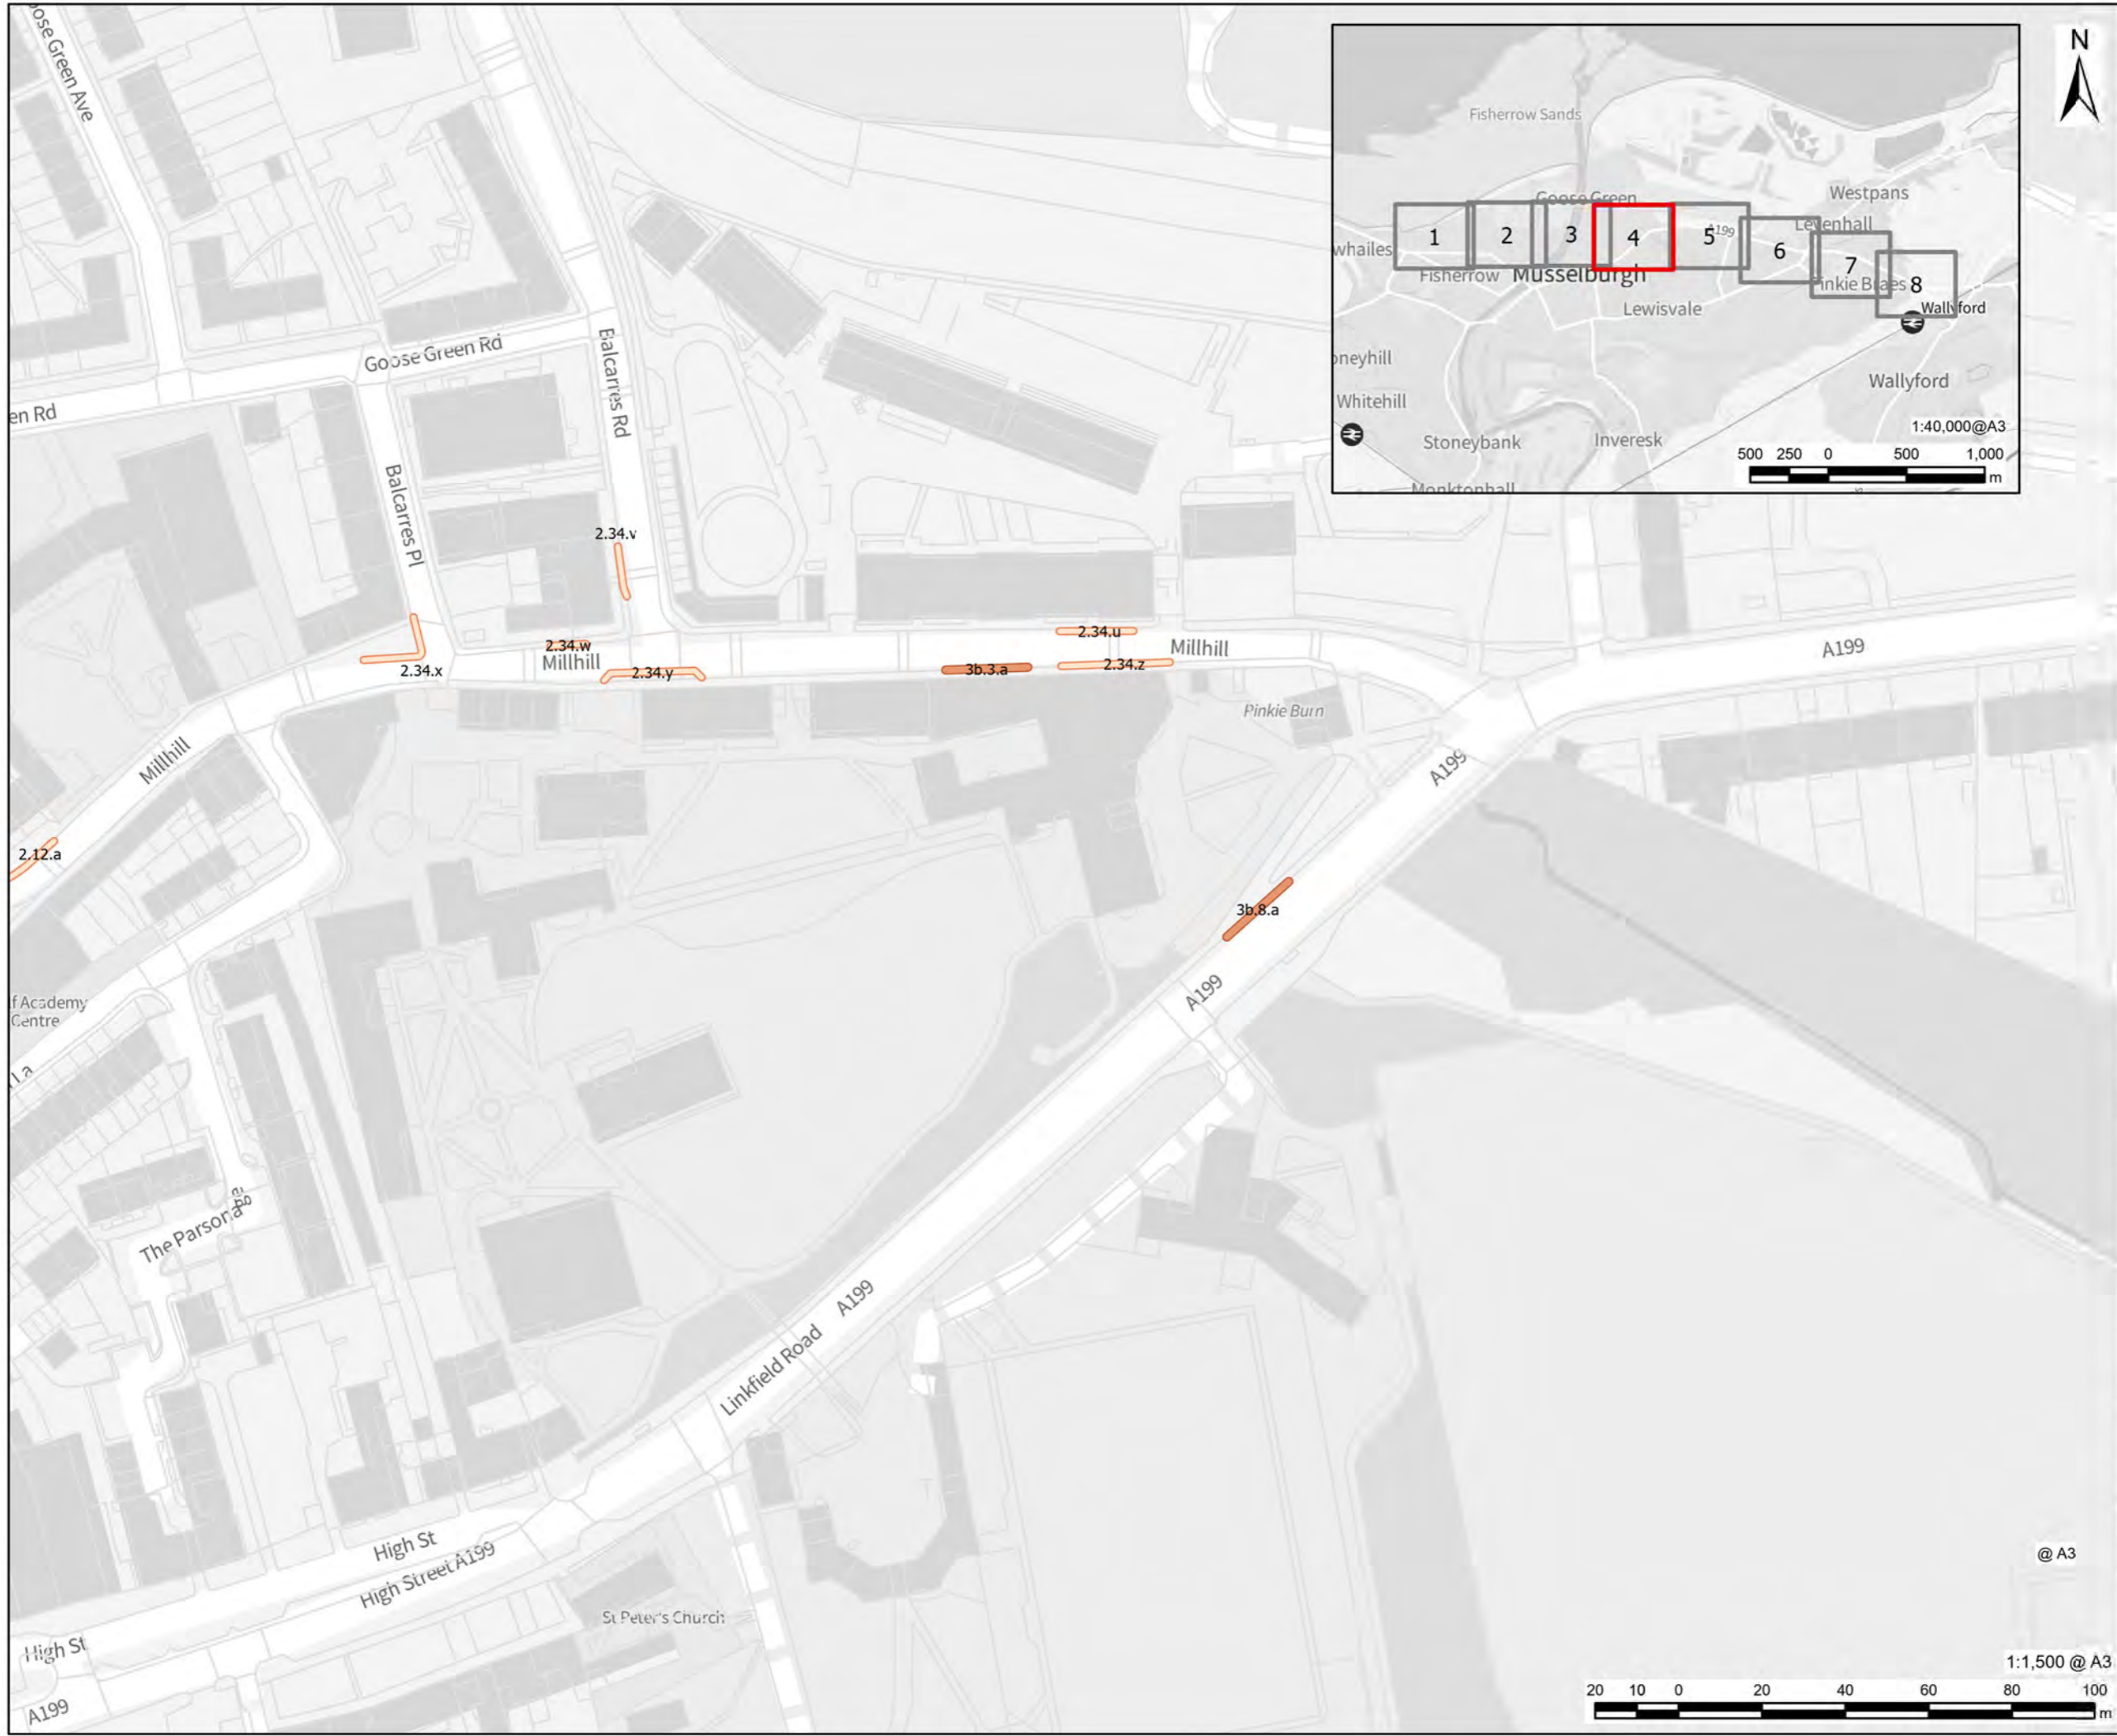 oose Green Ave
N
Fisherrow Sands
Goose Green
Westpans
Levenhall
A199
1
2
3
4
5
6
7
8
whailes
Fisherrow
Musselburgh
Pinkie Braes
Lewisvale
Wallyford
oneyhill
Whitehill
Wallyford
Stoneybank
Inveresk
Monktonhall
1:40,000@A3
500 250 0 500 1,000
m
Goose Green Rd
Balcarres Rd
en Rd
Balcarres Pl
2.34.v
2.34.w
Millhill
2.34.x
2.34.y
3b.3.a
2.34.u
2.34.z
Millhill
A199
Pinkie Burn
Millhill
A199
2.12.a
3b.8.a
A199
f Academy
Centre
The Parsonage
A199
Linkfield Road
High St
High Street A199
St Peter's Church
High St
A199
@ A3
1:1,500 @ A3
20 10 0 20 40 60 80 100
m